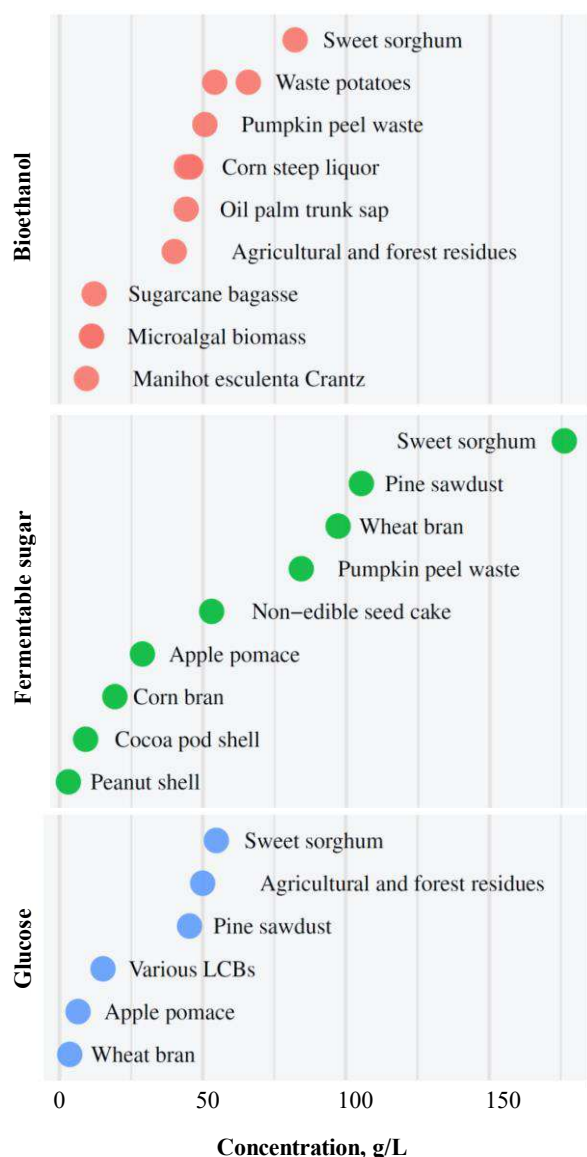 Bioethanol
Sweet sorghum
Waste potatoes
Pumpkin peel waste
Corn steep liquor
Oil palm trunk sap
Agricultural and forest residues
Sugarcane bagasse
Microalgal biomass
Manihot esculenta Crantz
Fermentable sugar
Sweet sorghum
Pine sawdust
Wheat bran
Pumpkin peel waste
Non−edible seed cake
Apple pomace
Corn bran
Cocoa pod shell
Peanut shell
Glucose
Sweet sorghum
Agricultural and forest residues
Pine sawdust
Various LCBs
Apple pomace
Wheat bran
0 50 100 150
Concentration, g/L